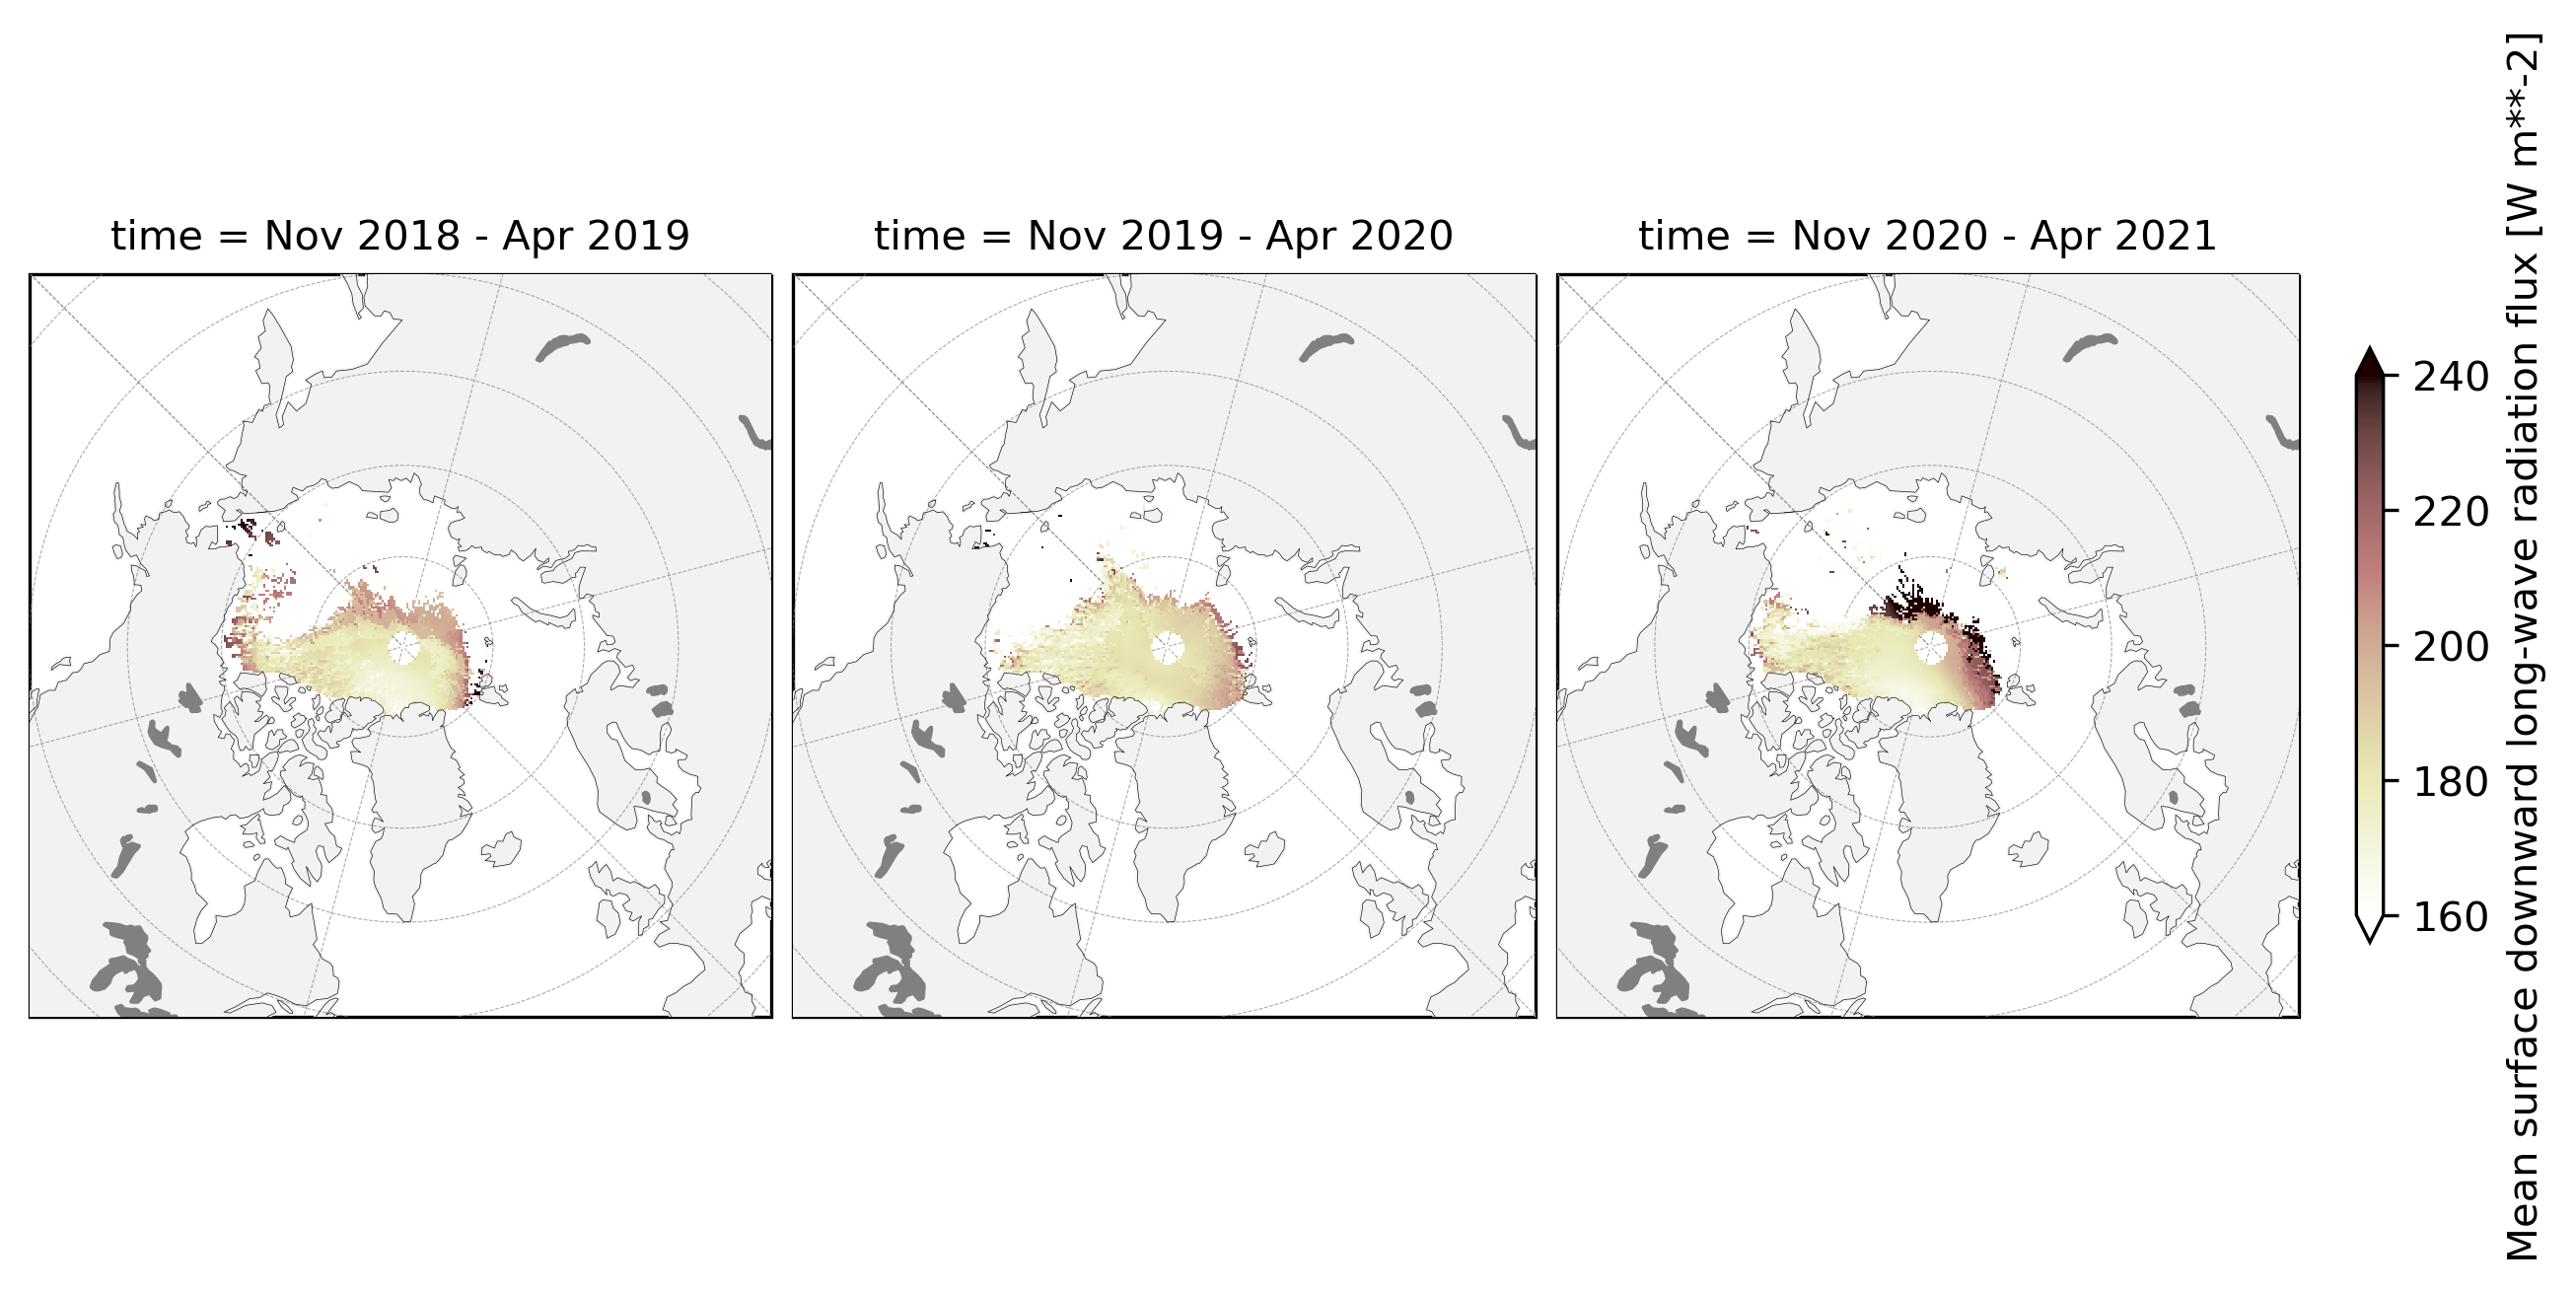 time = Nov 2018 - Apr 2019
time = Nov 2019 - Apr 2020
time = Nov 2020 - Apr 2021
240
220
200
180
160
Mean surface downward long-wave radiation flux [W m**-2]